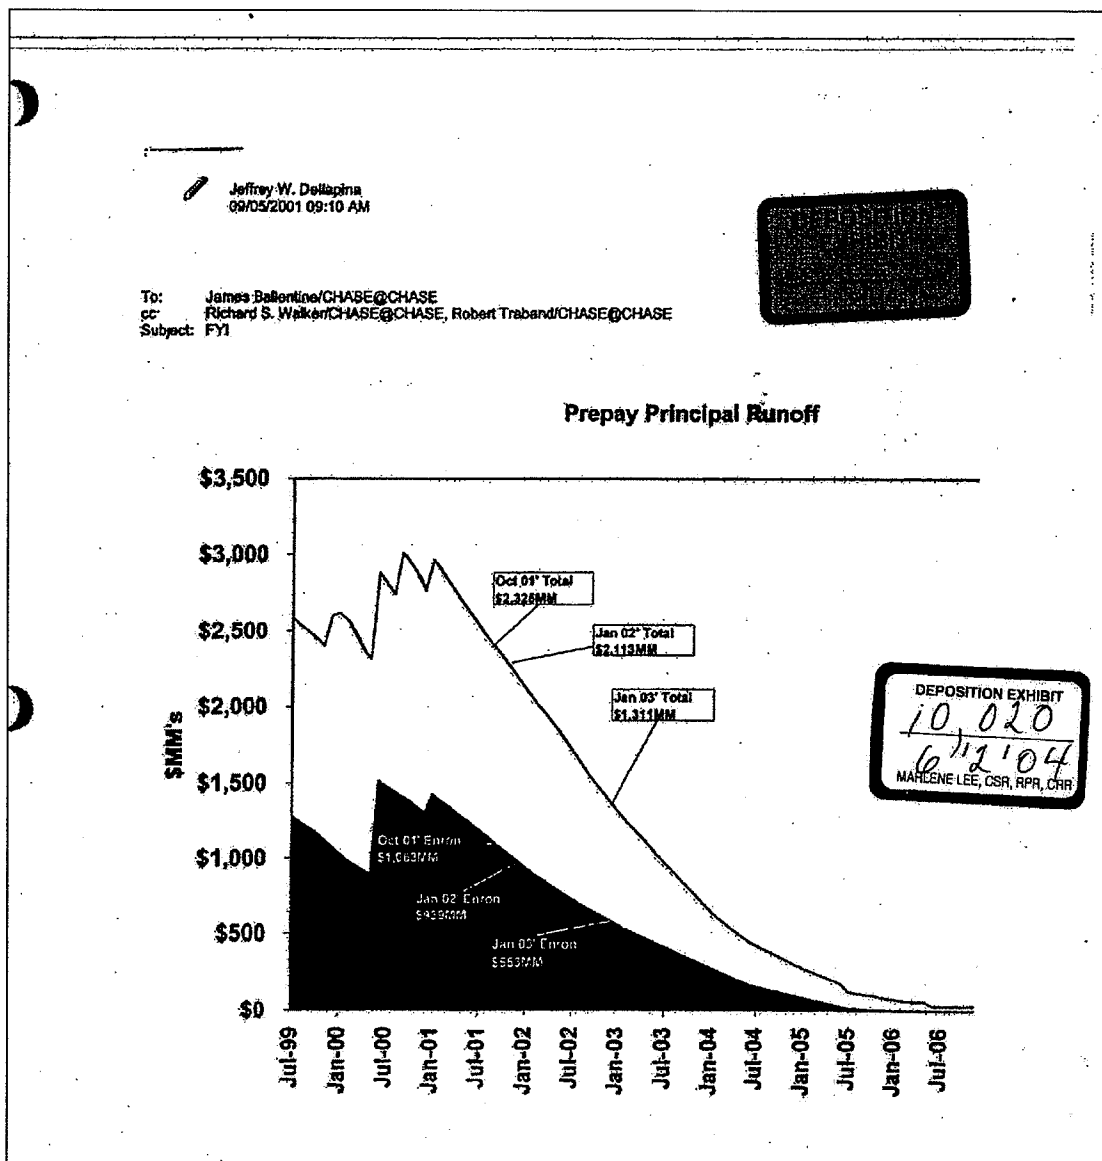 Jeffrey W. Dellapina
09/05/2001 09:10 AM
To: James Ballentine/CHASE@CHASE
cc: Richard S. Walker/CHASE@CHASE, Robert Traband/CHASE@CHASE
Subject: FYI
Prepay Principal Runoff
$3,500
$3,000
$2,500
$2,000
$1,500
$1,000
$500
$0
$MM's
Oct 01' Total
$2,326MM
Jan 02' Total
$2,113MM
Jan 03' Total
$1,311MM
Oct 01' Enron
$1,063MM
Jan 02' Enron
Jan 03' Enron
Jul-99
Jan-00
Jul-00
Jan-01
Jul-01
Jan-02
Jul-02
Jan-03
Jul-03
Jan-04
Jul-04
Jan-05
Jul-05
Jan-06
Jul-06
DEPOSITION EXHIBIT
10,020
6 "2 '04
MARLENE LEE, CSR, RPR, CRR